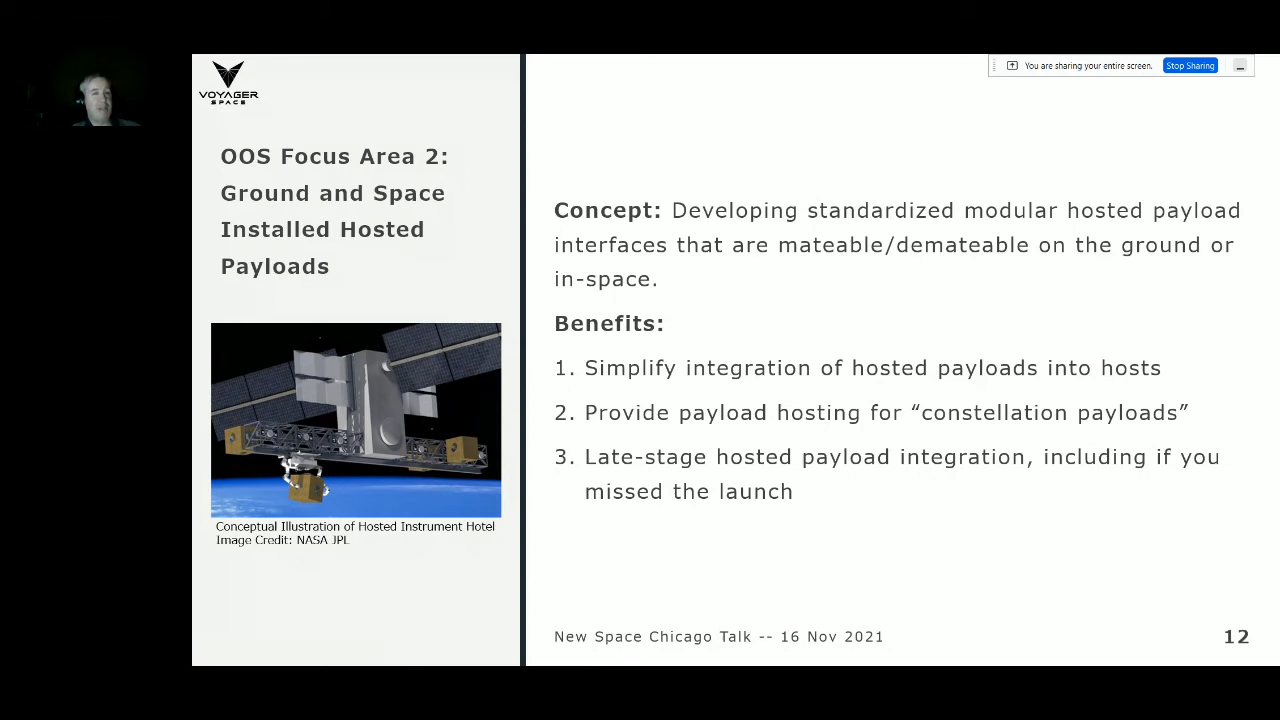 You are sharing your entire screen. Stop Sharing
VOYAGER
SPACE
OOS Focus Area 2:
Ground and Space
Installed Hosted
Payloads
Conceptual Illustration of Hosted Instrument Hotel
Image Credit: NASA JPL
Concept: Developing standardized modular hosted payload
interfaces that are mateable/demateable on the ground or
in-space.
Benefits:
1. Simplify integration of hosted payloads into hosts
2. Provide payload hosting for “constellation payloads”
3. Late-stage hosted payload integration, including if you
missed the launch
New Space Chicago Talk -- 16 Nov 2021
12